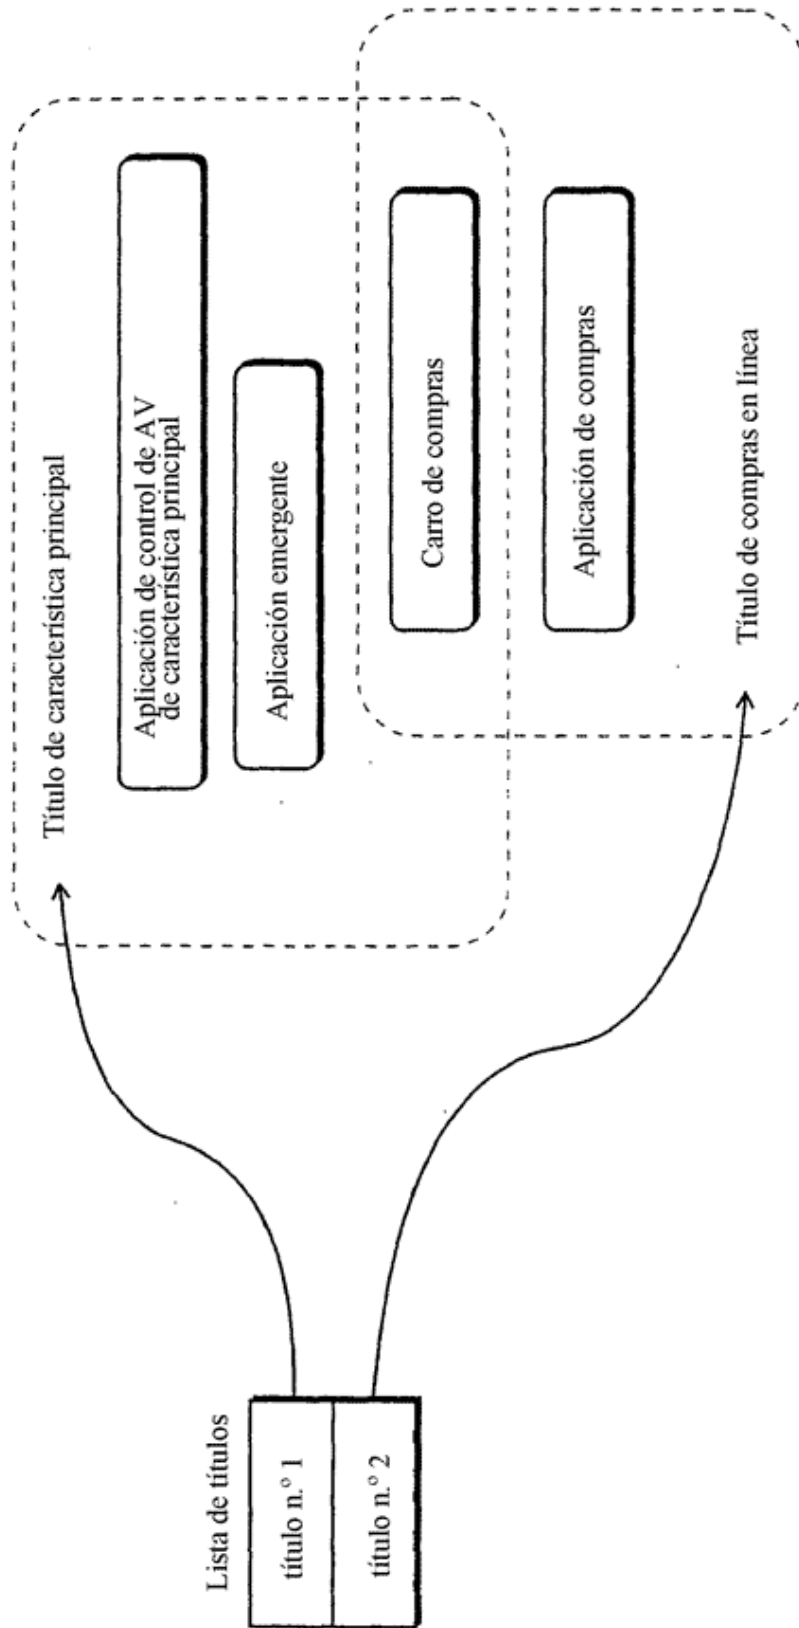 Lista de títulos
título n.º 1
título n.º 2
Título de característica principal
Aplicación de control de AV
de característica principal
Aplicación emergente
Carro de compras
Aplicación de compras
Título de compras en línea